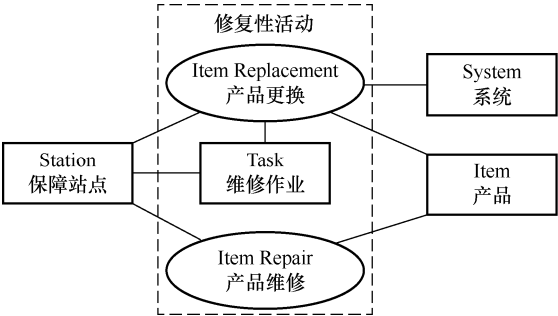 修复性活动
Item Replacement
产品更换
System
系统
Station
保障站点
Task
维修作业
Item
产品
Item Repair
产品维修